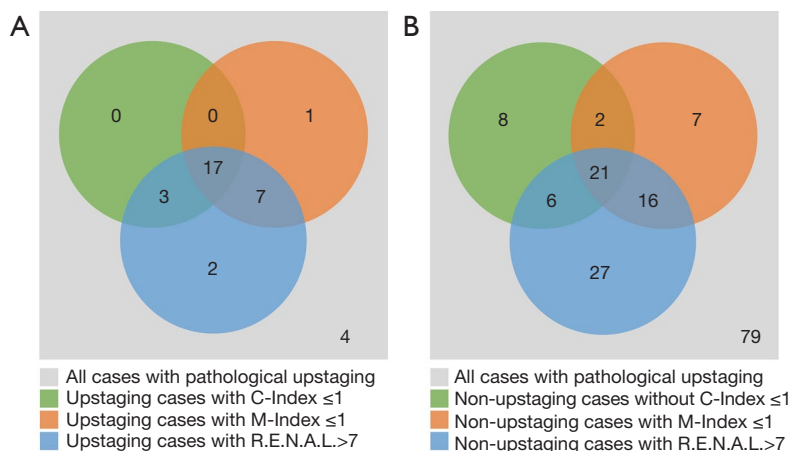 A
0
0
1
17
3
7
2
4
All cases with pathological upstaging
Upstaging cases with C-Index ≤1
Upstaging cases with M-Index ≤1
Upstaging cases with R.E.N.A.L.>7
B
8
2
7
21
6
16
27
79
All cases with pathological upstaging
Non-upstaging cases without C-Index ≤1
Non-upstaging cases with M-Index ≤1
Non-upstaging cases with R.E.N.A.L.>7